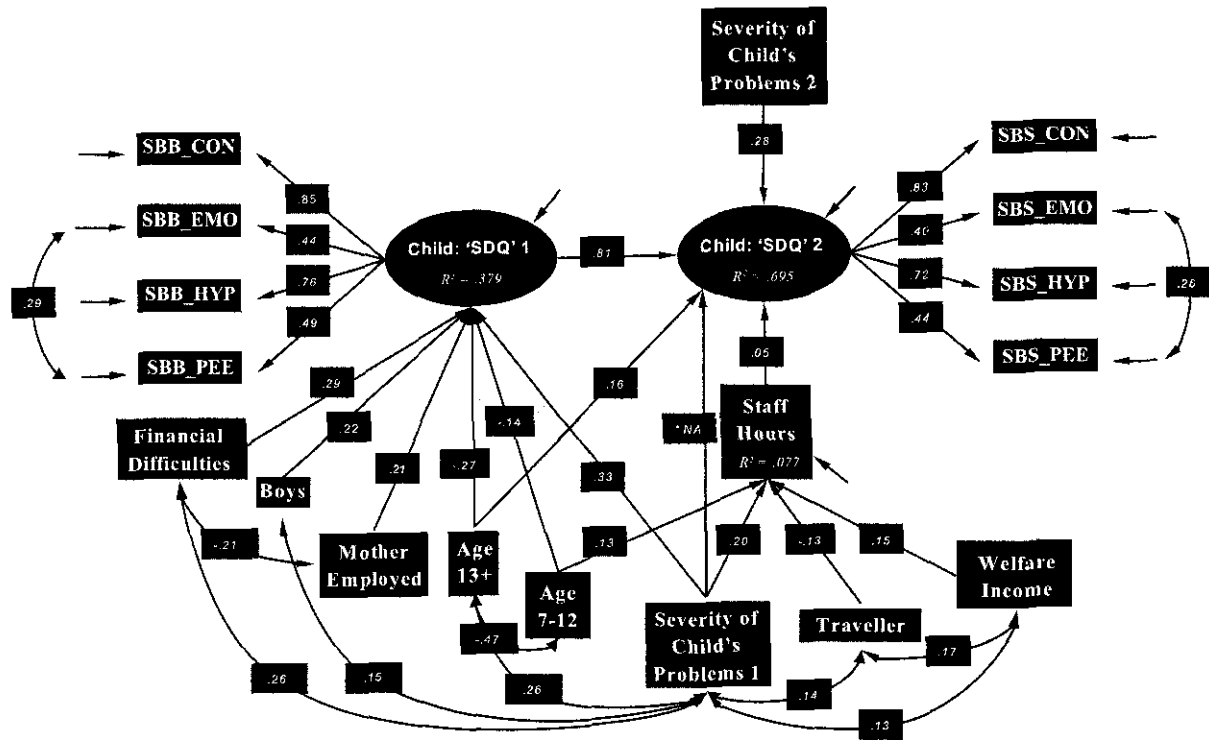 Severity of
Child's
Problems 2
.28
SBB_CON
SBS_CON
.85
.83
SBB_EMO
SBS_EMO
.44
.40
Child: 'SDQ' 1
R² = .379
.81
Child: 'SDQ' 2
R² = .695
SBB_HYP
SBS_HYP
.76
.72
.29
.28
.49
.44
SBB_PEE
SBS_PEE
.05
.29
.16
-.14
Staff
Hours
R² = .077
Financial
Difficulties
.22
* NA
.21
-.27
.33
Boys
-.21
.13
.20
-.13
.15
Mother
Employed
Age
13+
Age
7-12
Welfare
Income
Severity of
Child's
Problems 1
Traveller
-.47
.17
.26
.15
.26
.14
.13